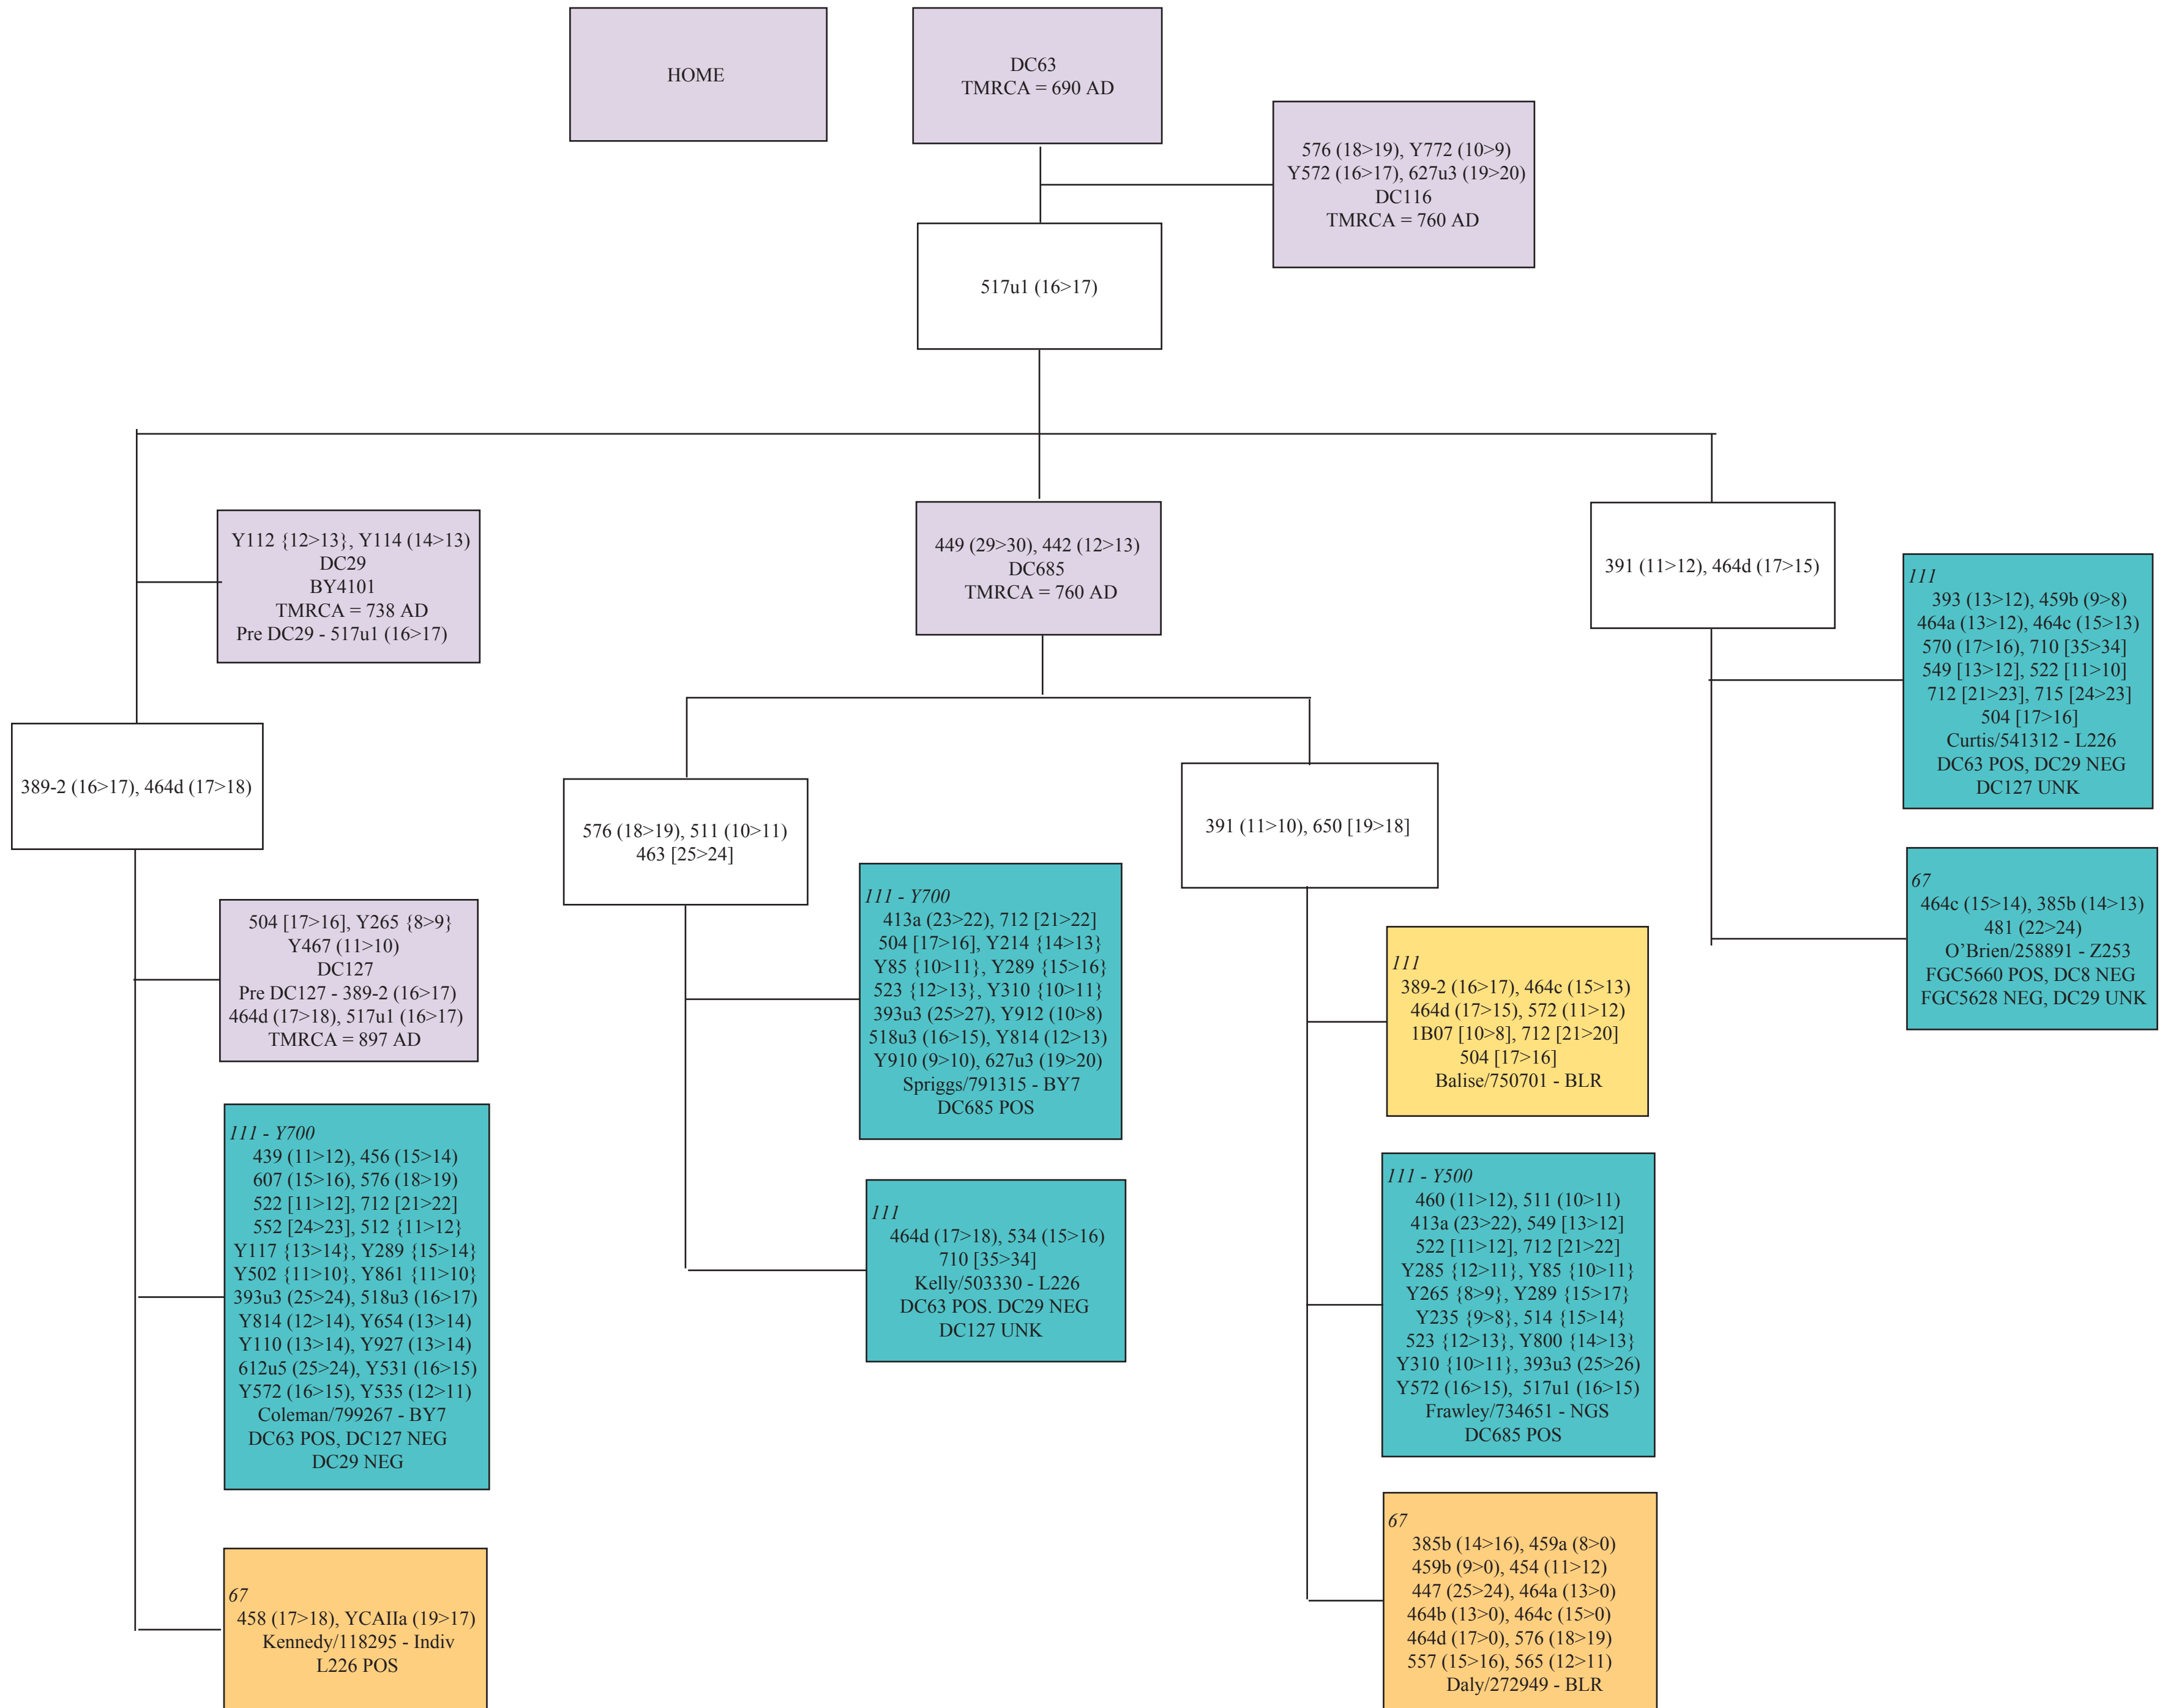 HOME
DC63
TMRCA = 690 AD
576 (18>19), Y772 (10>9)
Y572 (16>17), 627u3 (19>20)
DC116
TMRCA = 760 AD
517u1 (16>17)
Y112 {12>13}, Y114 (14>13)
DC29
BY4101
TMRCA = 738 AD
Pre DC29 - 517u1 (16>17)
389-2 (16>17), 464d (17>18)
504 [17>16], Y265 {8>9}
Y467 (11>10)
DC127
Pre DC127 - 389-2 (16>17)
464d (17>18), 517u1 (16>17)
TMRCA = 897 AD
111 - Y700
439 (11>12), 456 (15>14)
607 (15>16), 576 (18>19)
522 [11>12], 712 [21>22]
552 [24>23], 512 {11>12}
Y117 {13>14}, Y289 {15>14}
Y502 {11>10}, Y861 {11>10}
393u3 (25>24), 518u3 (16>17)
Y814 (12>14), Y654 (13>14)
Y110 (13>14), Y927 (13>14)
612u5 (25>24), Y531 (16>15)
Y572 (16>15), Y535 (12>11)
Coleman/799267 - BY7
DC63 POS, DC127 NEG
DC29 NEG
67
458 (17>18), YCAIIa (19>17)
Kennedy/118295 - Indiv
L226 POS
449 (29>30), 442 (12>13)
DC685
TMRCA = 760 AD
576 (18>19), 511 (10>11)
463 [25>24]
111 - Y700
413a (23>22), 712 [21>22]
504 [17>16], Y214 {14>13}
Y85 {10>11}, Y289 {15>16}
523 {12>13}, Y310 {10>11}
393u3 (25>27), Y912 (10>8)
518u3 (16>15), Y814 (12>13)
Y910 (9>10), 627u3 (19>20)
Spriggs/791315 - BY7
DC685 POS
111
464d (17>18), 534 (15>16)
710 [35>34]
Kelly/503330 - L226
DC63 POS. DC29 NEG
DC127 UNK
391 (11>10), 650 [19>18]
111
389-2 (16>17), 464c (15>13)
464d (17>15), 572 (11>12)
1B07 [10>8], 712 [21>20]
504 [17>16]
Balise/750701 - BLR
111 - Y500
460 (11>12), 511 (10>11)
413a (23>22), 549 [13>12]
522 [11>12], 712 [21>22]
Y285 {12>11}, Y85 {10>11}
Y265 {8>9}, Y289 {15>17}
Y235 {9>8}, 514 {15>14}
523 {12>13}, Y800 {14>13}
Y310 {10>11}, 393u3 (25>26)
Y572 (16>15), 517u1 (16>15)
Frawley/734651 - NGS
DC685 POS
67
385b (14>16), 459a (8>0)
459b (9>0), 454 (11>12)
447 (25>24), 464a (13>0)
464b (13>0), 464c (15>0)
464d (17>0), 576 (18>19)
557 (15>16), 565 (12>11)
Daly/272949 - BLR
391 (11>12), 464d (17>15)
111
393 (13>12), 459b (9>8)
464a (13>12), 464c (15>13)
570 (17>16), 710 [35>34]
549 [13>12], 522 [11>10]
712 [21>23], 715 [24>23]
504 [17>16]
Curtis/541312 - L226
DC63 POS, DC29 NEG
DC127 UNK
67
464c (15>14), 385b (14>13)
481 (22>24)
O'Brien/258891 - Z253
FGC5660 POS, DC8 NEG
FGC5628 NEG, DC29 UNK